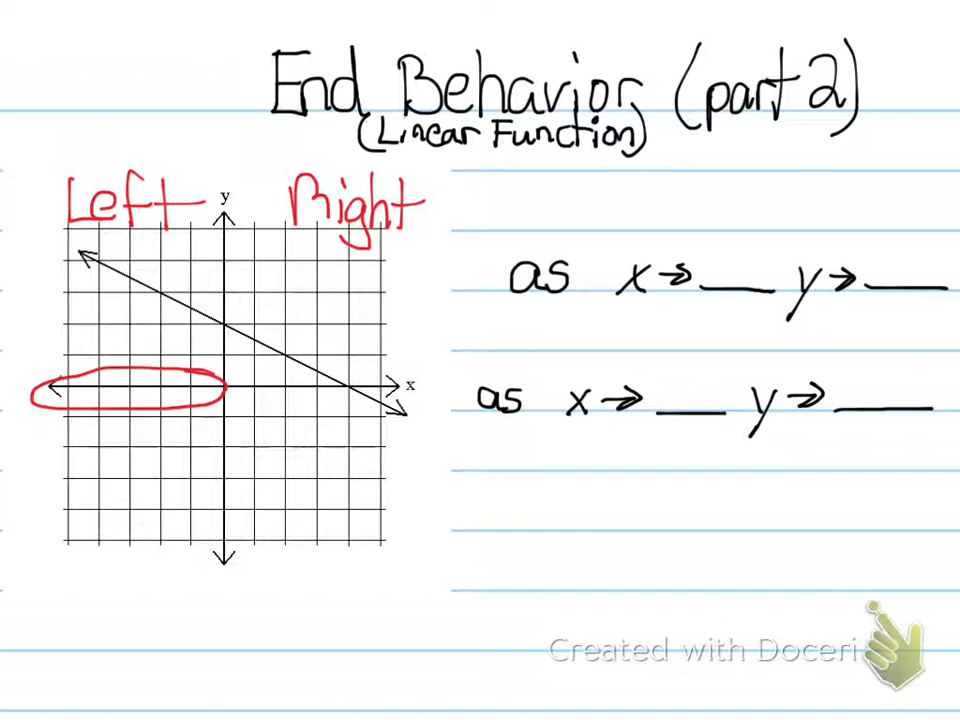 End Behavior (part 2)
(Linear Function)
Left Right
y
x
as x→___ y→___
as x→___ y→___
Created with Doceri